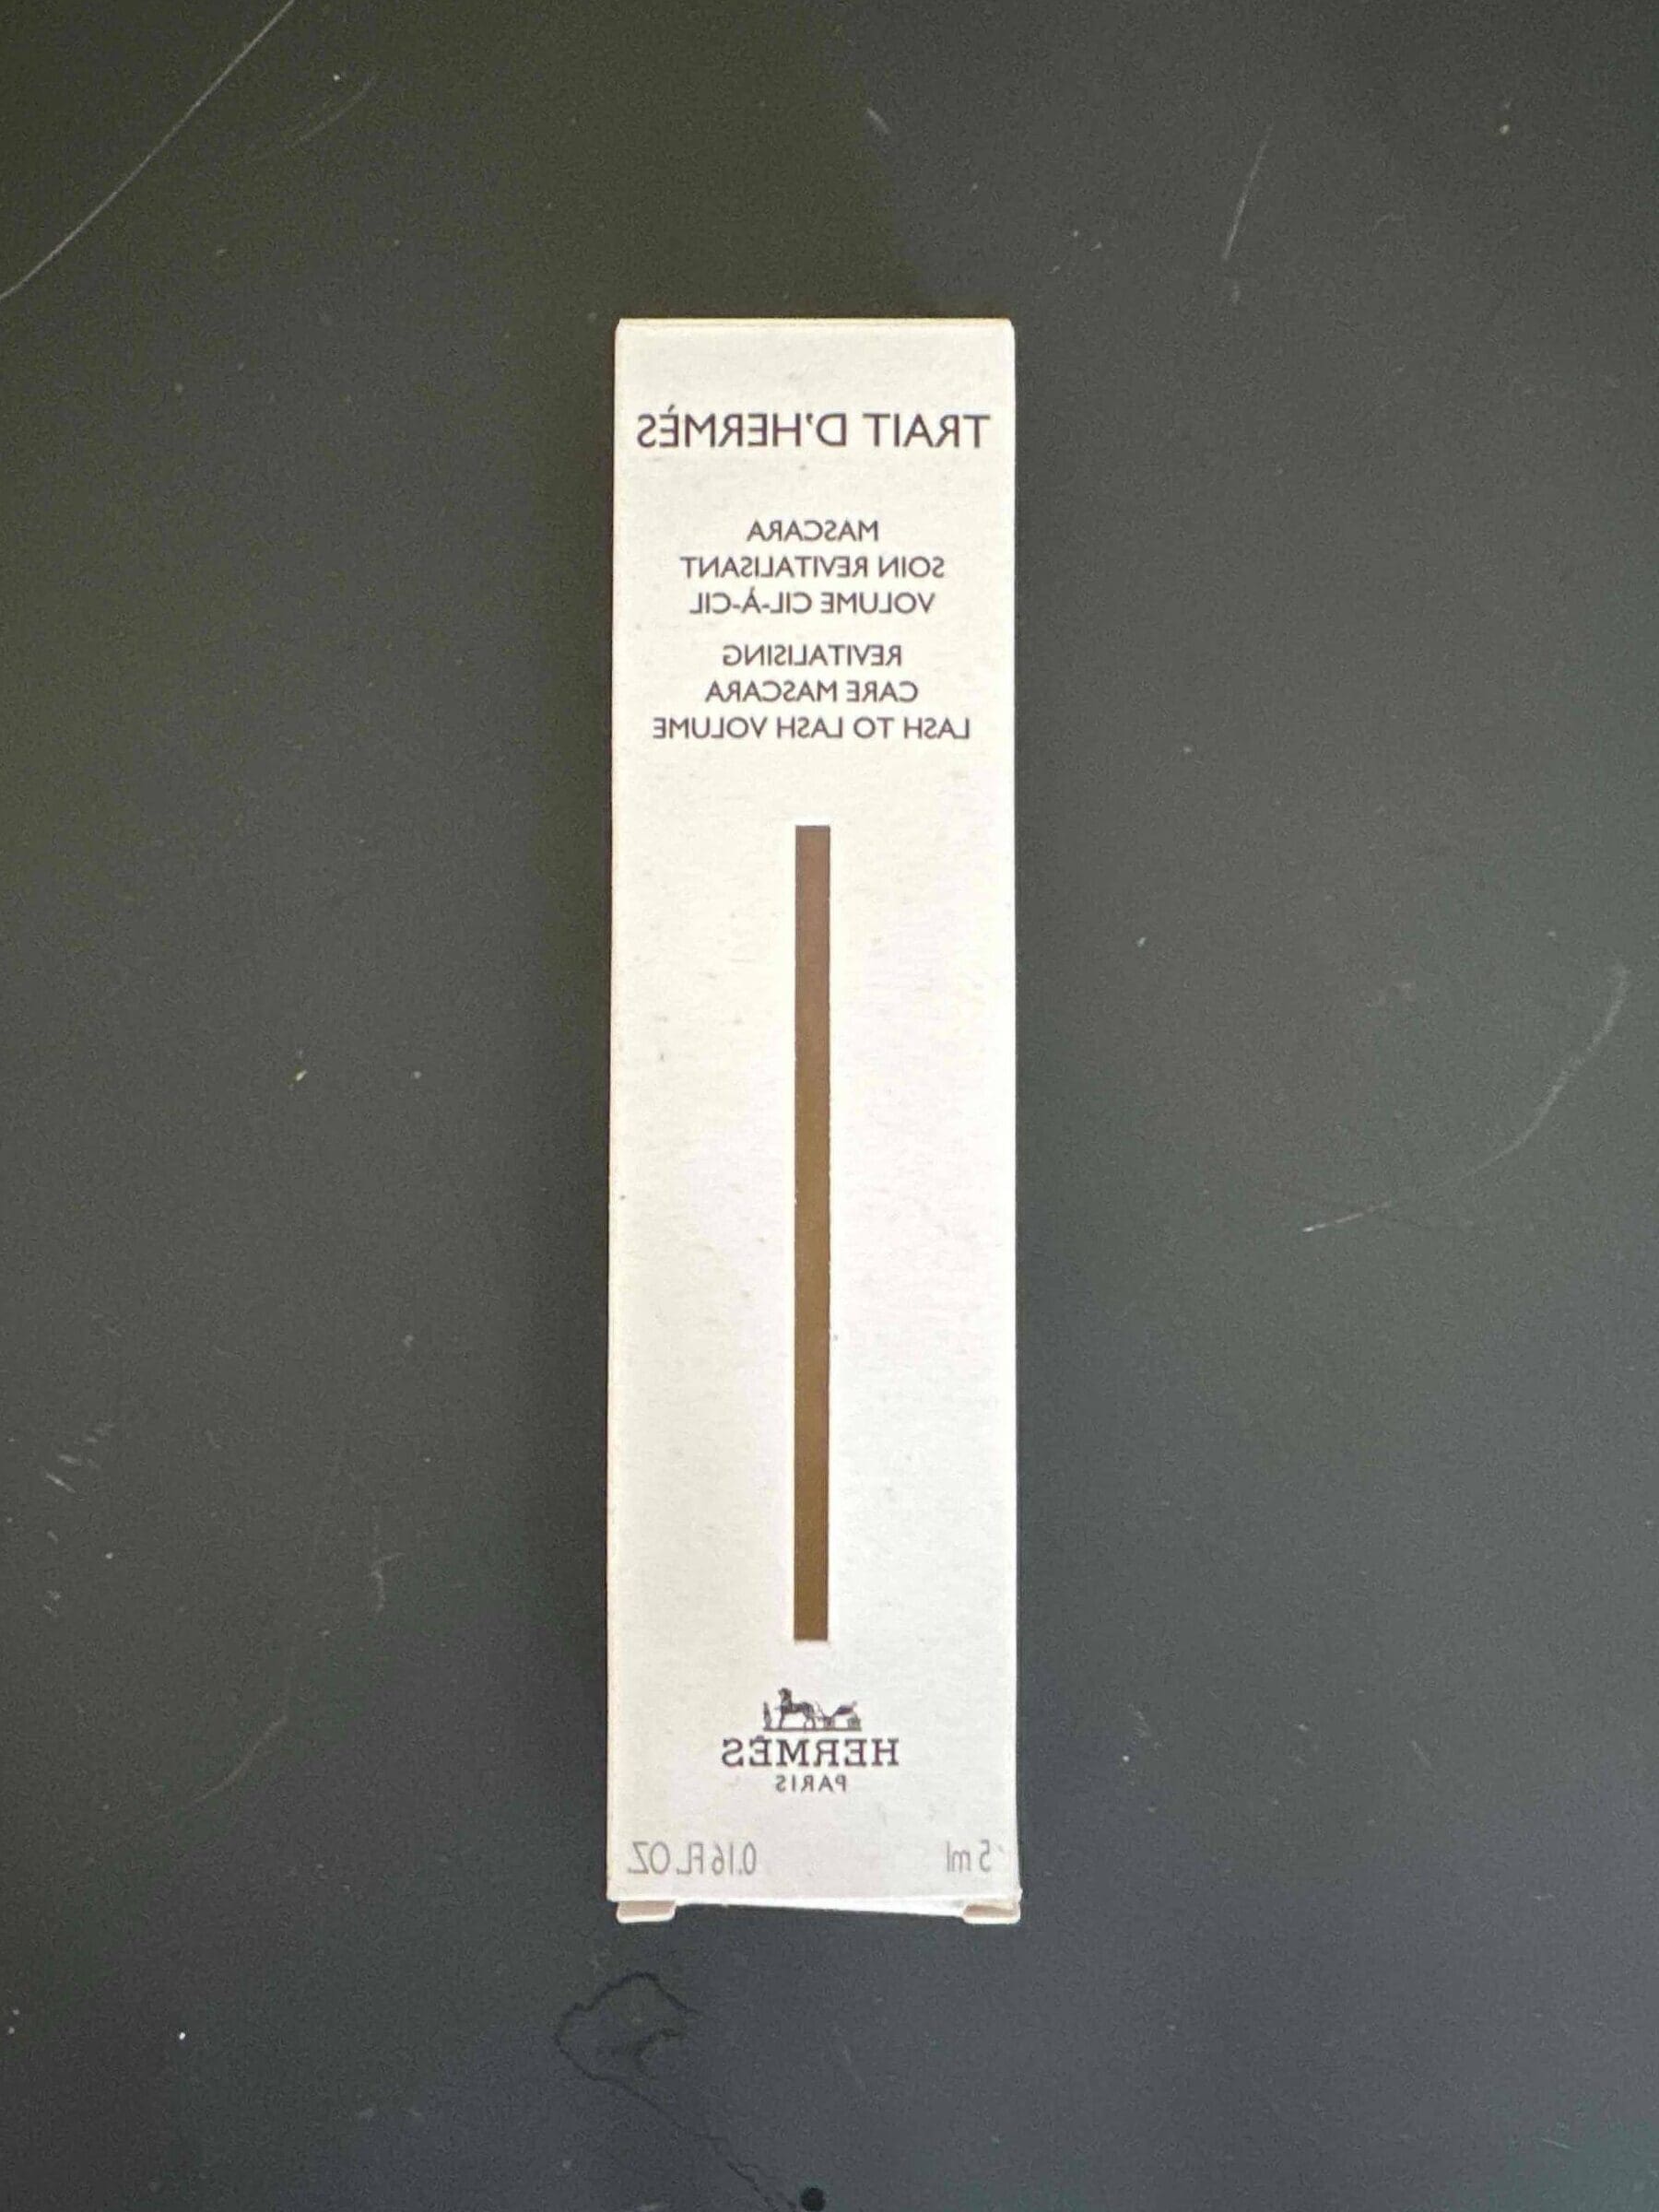 TRAIT D'HERMÈS
MASCARA
SOIN REVITALISANT
VOLUME CIL-À-CIL
REVITALISING
CARE MASCARA
LASH TO LASH VOLUME
HERMÈS
PARIS
5 ml 0.16 FL.OZ